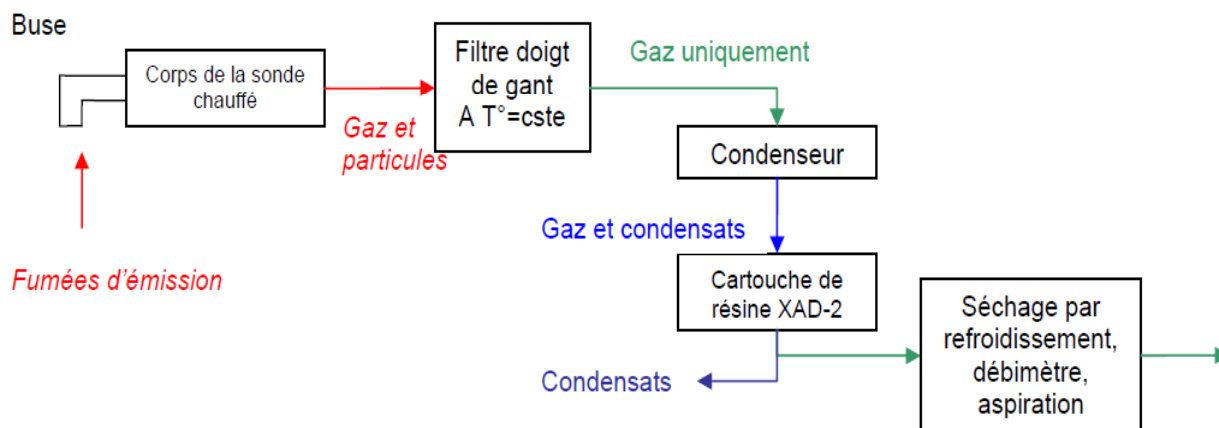 Buse
Corps de la sonde
chauffé
Gaz et
particules
Fumées d'émission
Filtre doigt
de gant
A T°=cste
Gaz uniquement
Condenseur
Gaz et condensats
Cartouche de
résine XAD-2
Condensats
Séchage par
refroidissement,
débimètre,
aspiration